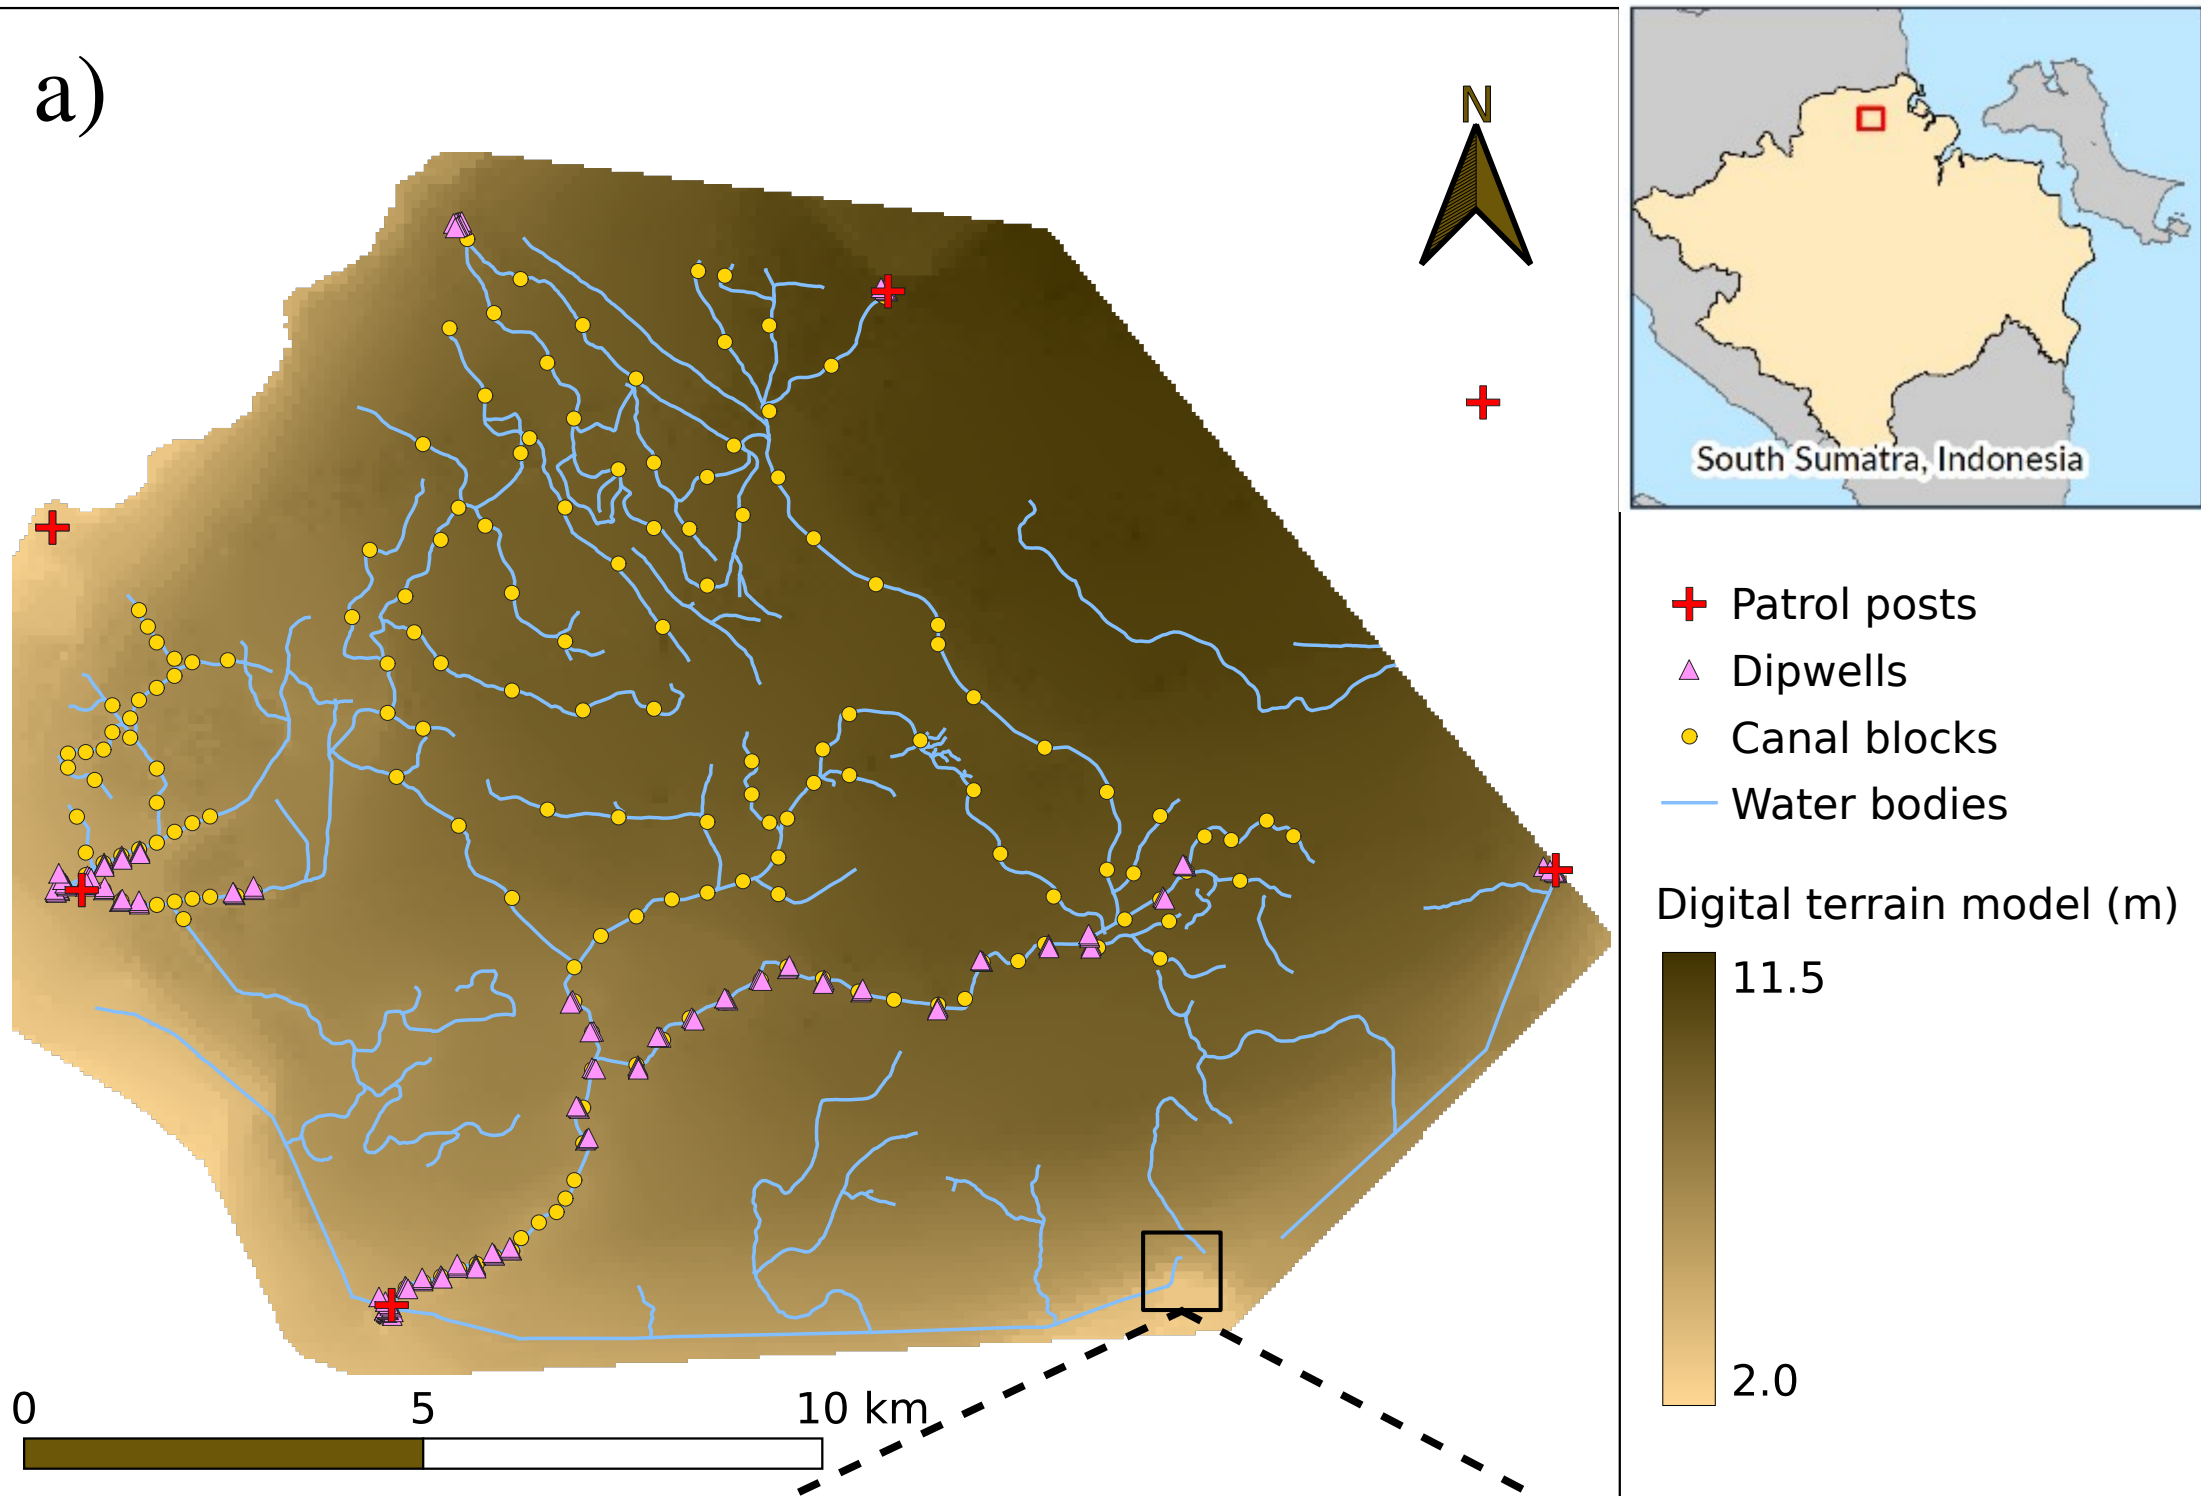 a)
N
South Sumatra, Indonesia
Patrol posts
Dipwells
Canal blocks
Water bodies
Digital terrain model (m)
11.5
2.0
0 5 10 km